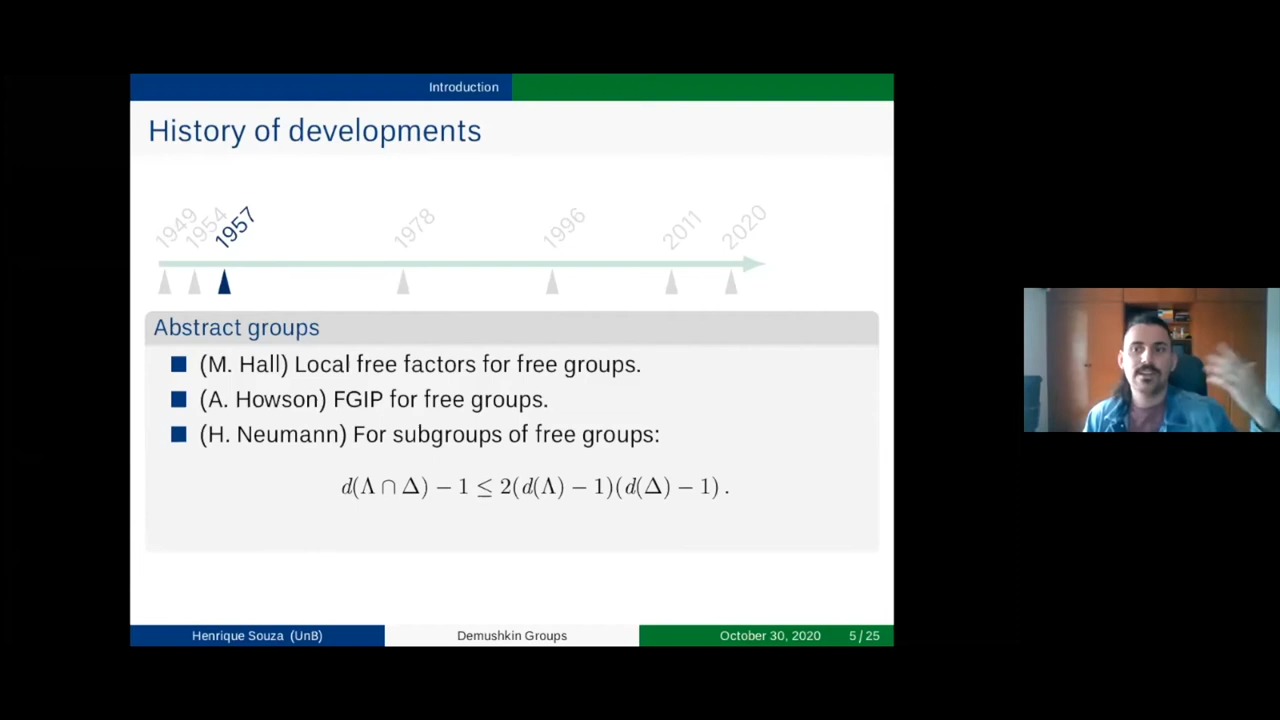 Introduction
History of developments
1949 1954 1957 1978 1996 2011 2020
Abstract groups
(M. Hall) Local free factors for free groups.
(A. Howson) FGIP for free groups.
(H. Neumann) For subgroups of free groups:
d(Λ ∩ Δ) − 1 ≤ 2(d(Λ) − 1)(d(Δ) − 1) .
Henrique Souza (UnB) Demushkin Groups October 30, 2020 5 / 25